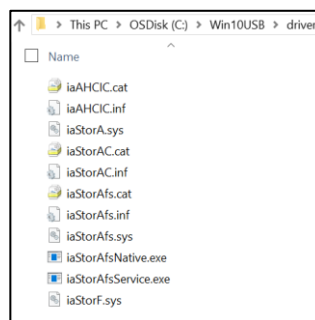 This PC > OSDisk (C:) > Win10USB > driver
Name
iaAHCIC.cat
iaAHCIC.inf
iaStorA.sys
iaStorAC.cat
iaStorAC.inf
iaStorAfs.cat
iaStorAfs.inf
iaStorAfs.sys
iaStorAfsNative.exe
iaStorAfsService.exe
iaStorF.sys